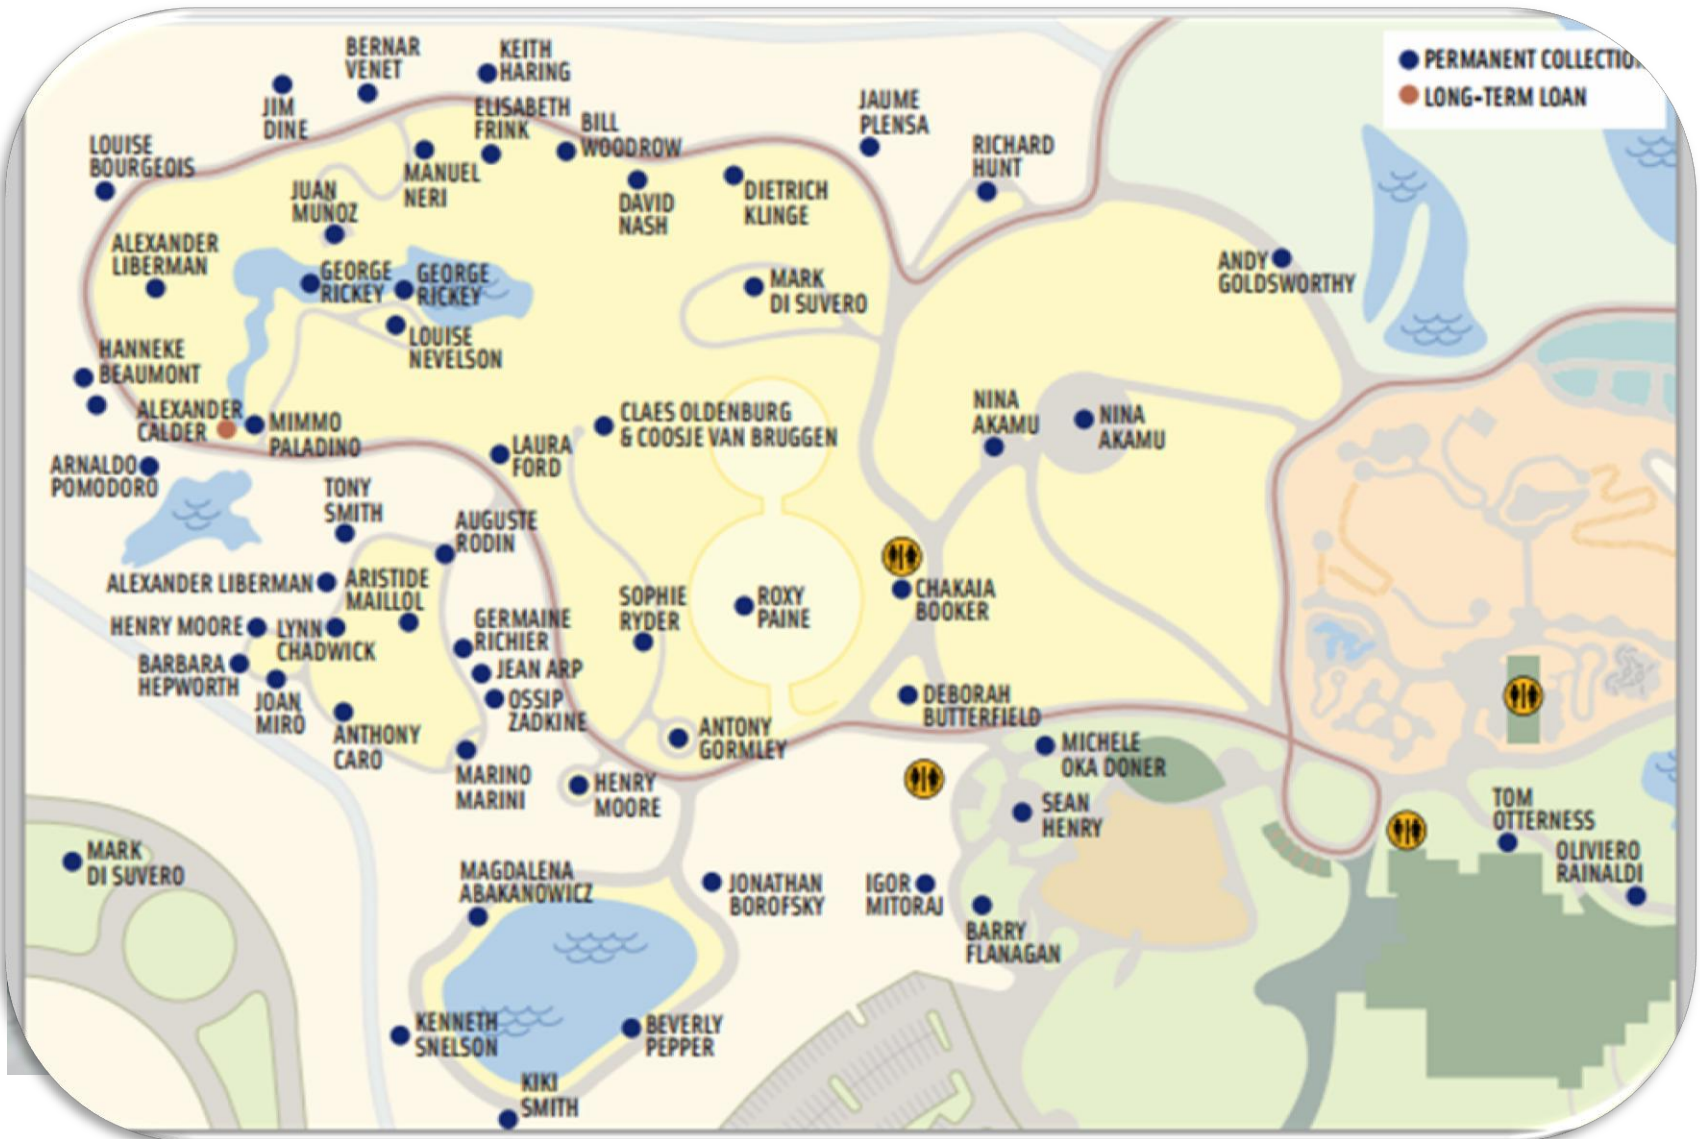 BERNAR
VENET
KEITH
HARING
PERMANENT COLLECTION
LONG-TERM LOAN
JIM
DINE
ELISABETH
FRINK
BILL
WOODROW
JAUME
PLENSA
LOUISE
BOURGEOIS
RICHARD
HUNT
MANUEL
NERI
JUAN
MUÑOZ
DAVID
NASH
DIETRICH
KLINGE
ALEXANDER
LIBERMAN
GEORGE
RICKEY
GEORGE
RICKEY
MARK
DI SUVERO
ANDY
GOLDSWORTHY
LOUISE
NEVELSON
HANNEKE
BEAUMONT
ALEXANDER
CALDER
MIMMO
PALADINO
CLAES OLDENBURG
& COOSJE VAN BRUGGEN
NINA
AKAMU
NINA
AKAMU
LAURA
FORD
ARNALDO
POMODORO
TONY
SMITH
AUGUSTE
RODIN
ALEXANDER LIBERMAN
ARISTIDE
MAILLOL
SOPHIE
RYDER
ROXY
PAINE
CHAKAIA
BOOKER
HENRY MOORE
LYNN
CHADWICK
GERMAINE
RICHIER
BARBARA
HEPWORTH
JEAN ARP
JOAN
MIRÓ
OSSIP
ZADKINE
DEBORAH
BUTTERFIELD
ANTHONY
CARO
ANTONY
GORMLEY
MICHELE
OKA DONER
MARINO
MARINI
HENRY
MOORE
SEAN
HENRY
TOM
OTTERNESS
MARK
DI SUVERO
OLIVIERO
RAINALDI
MAGDALENA
ABAKANOWICZ
JONATHAN
BOROFSKY
IGOR
MITORAJ
BARRY
FLANAGAN
KENNETH
SNELSON
BEVERLY
PEPPER
KIKI
SMITH